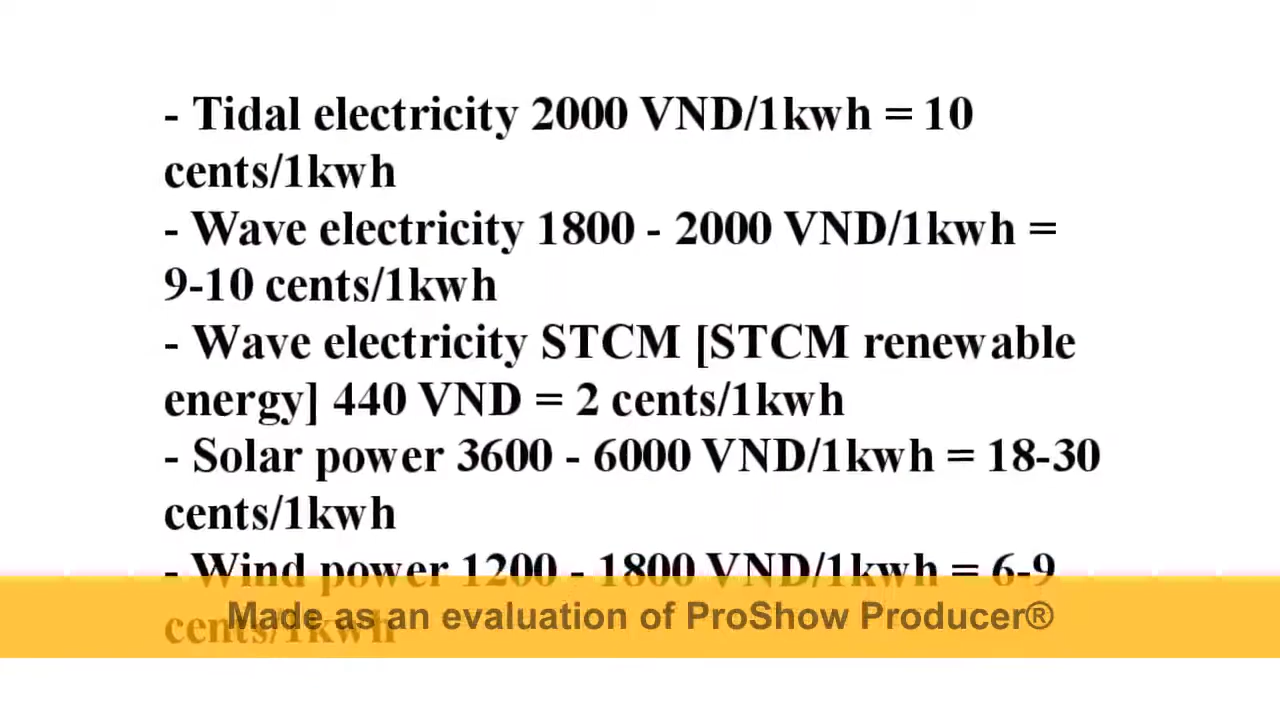 - Tidal electricity 2000 VND/1kwh = 10
cents/1kwh
- Wave electricity 1800 - 2000 VND/1kwh =
9-10 cents/1kwh
- Wave electricity STCM [STCM renewable
energy] 440 VND = 2 cents/1kwh
- Solar power 3600 - 6000 VND/1kwh = 18-30
cents/1kwh
- Wind power 1200 - 1800 VND/1kwh = 6-9
cents/1kwh
Made as an evaluation of ProShow Producer®